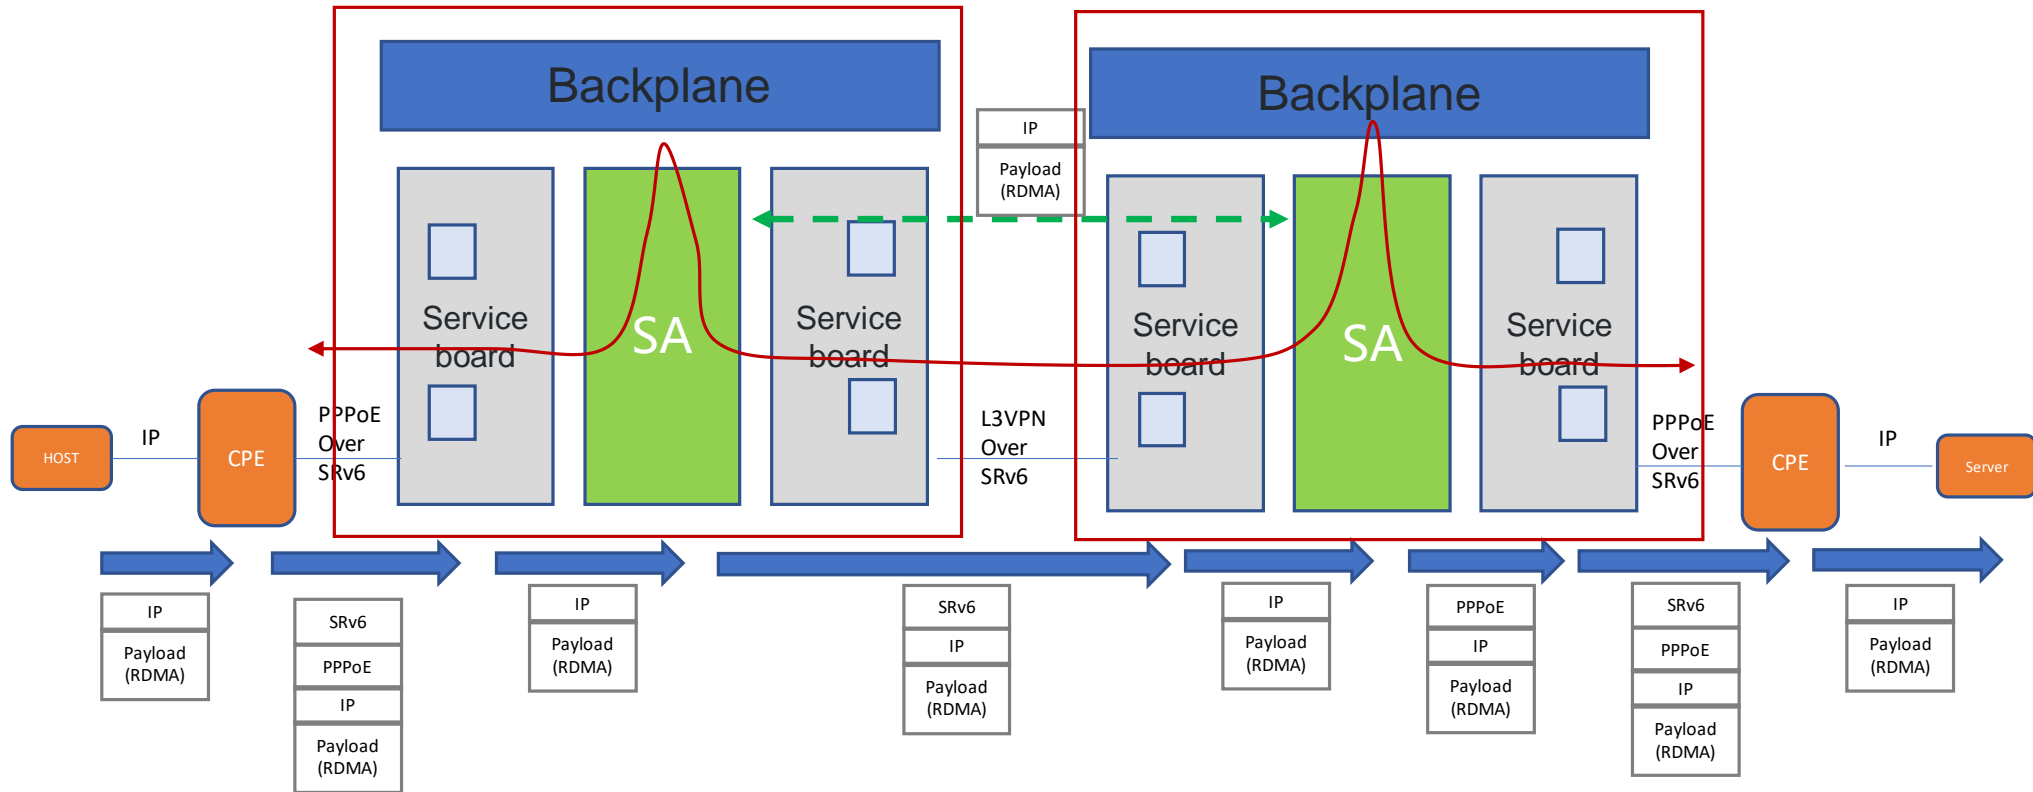 Backplane
Backplane
IP
Payload
(RDMA)
Service
board
SA
Service
board
Service
board
SA
Service
board
HOST
IP
CPE
PPPoE
Over
SRv6
L3VPN
Over
SRv6
PPPoE
Over
SRv6
CPE
IP
Server
IP
Payload
(RDMA)
SRv6
PPPoE
IP
Payload
(RDMA)
IP
Payload
(RDMA)
SRv6
IP
Payload
(RDMA)
IP
Payload
(RDMA)
PPPoE
IP
Payload
(RDMA)
SRv6
PPPoE
IP
Payload
(RDMA)
IP
Payload
(RDMA)